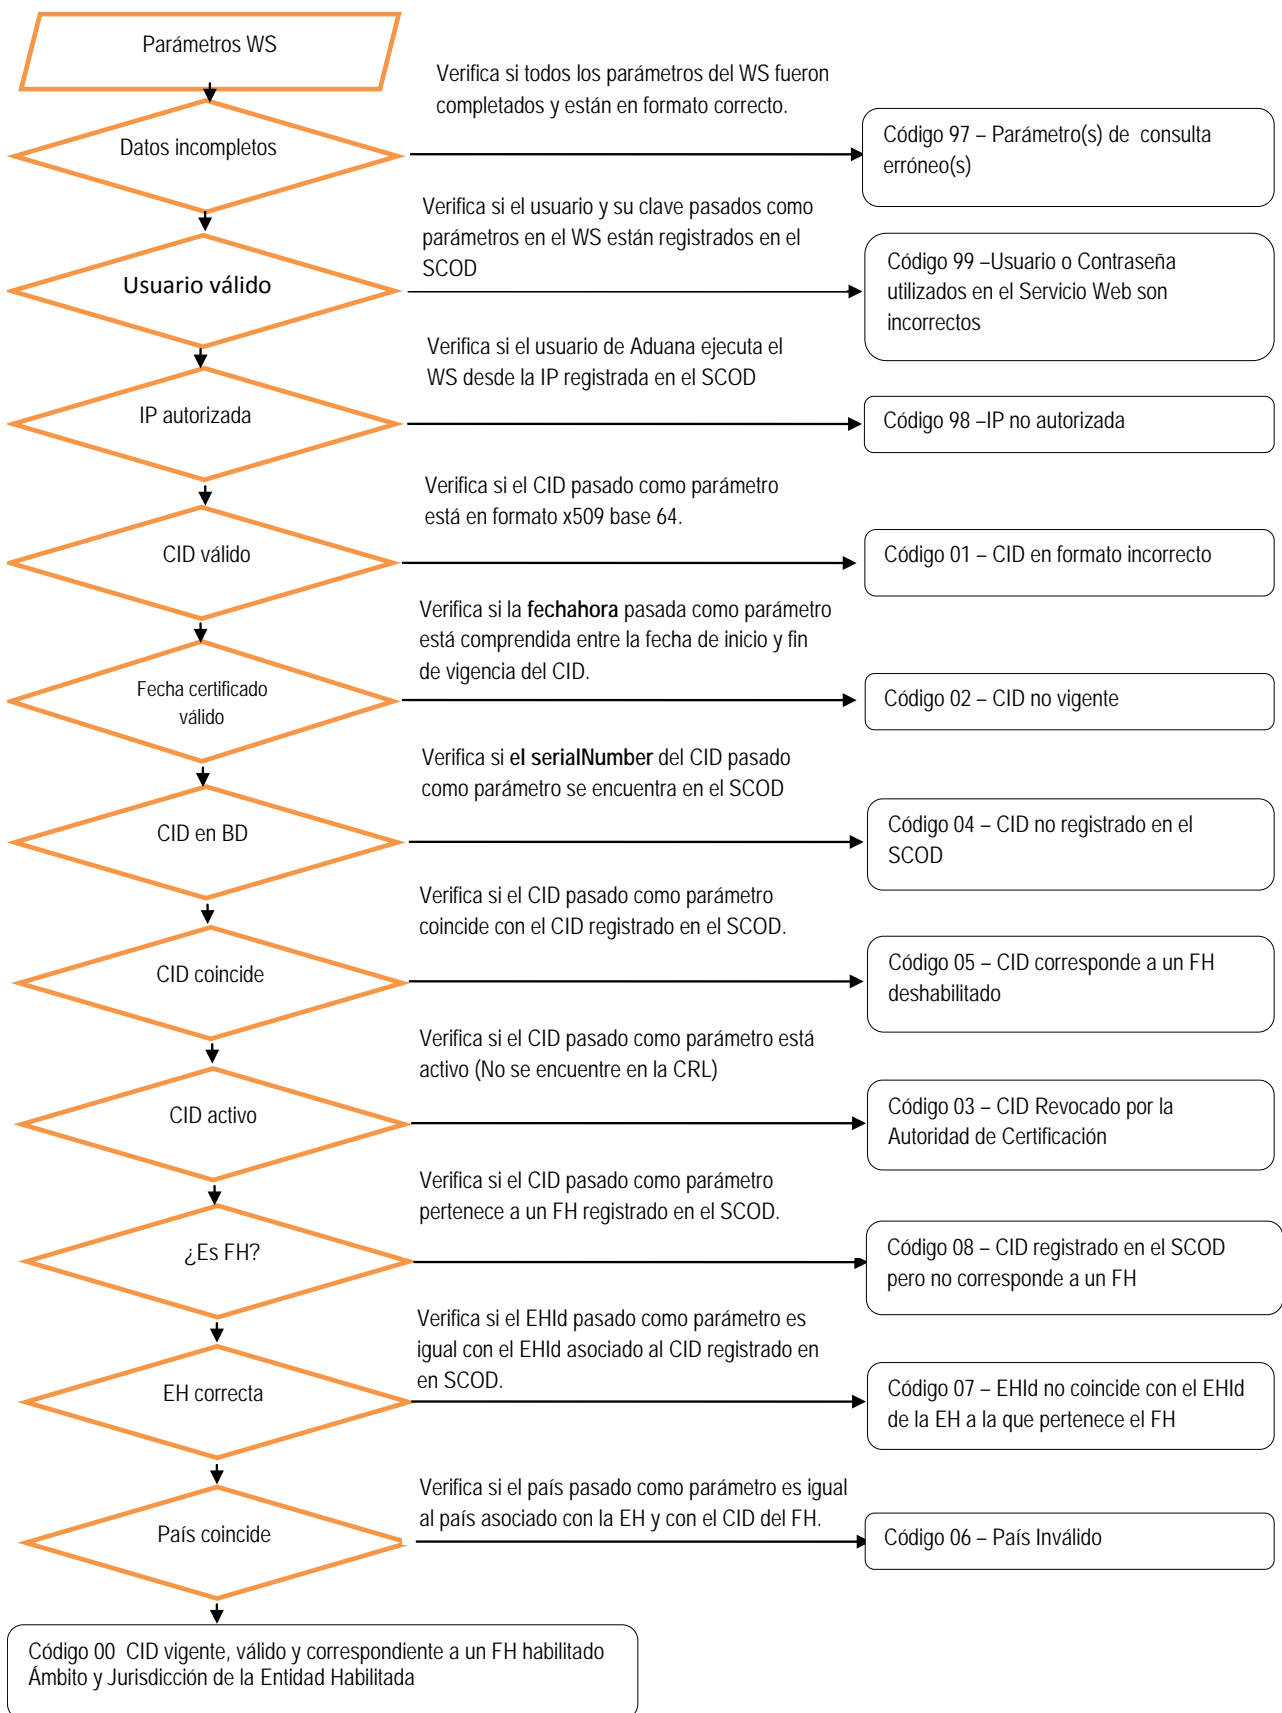 Parámetros WS
Verifica si todos los parámetros del WS fueron
completados y están en formato correcto.
Datos incompletos
Código 97 – Parámetro(s) de consulta
erróneo(s)
Verifica si el usuario y su clave pasados como
parámetros en el WS están registrados en el
SCOD
Usuario válido
Código 99 –Usuario o Contraseña
utilizados en el Servicio Web son
incorrectos
Verifica si el usuario de Aduana ejecuta el
WS desde la IP registrada en el SCOD
IP autorizada
Código 98 –IP no autorizada
Verifica si el CID pasado como parámetro
está en formato x509 base 64.
CID válido
Código 01 – CID en formato incorrecto
Verifica si la fechahora pasada como parámetro
está comprendida entre la fecha de inicio y fin
de vigencia del CID.
Fecha certificado
válido
Código 02 – CID no vigente
Verifica si el serialNumber del CID pasado
como parámetro se encuentra en el SCOD
CID en BD
Código 04 – CID no registrado en el
SCOD
Verifica si el CID pasado como parámetro
coincide con el CID registrado en el SCOD.
CID coincide
Código 05 – CID corresponde a un FH
deshabilitado
Verifica si el CID pasado como parámetro está
activo (No se encuentre en la CRL)
CID activo
Código 03 – CID Revocado por la
Autoridad de Certificación
Verifica si el CID pasado como parámetro
pertenece a un FH registrado en el SCOD.
¿Es FH?
Código 08 – CID registrado en el SCOD
pero no corresponde a un FH
Verifica si el EHId pasado como parámetro es
igual con el EHId asociado al CID registrado en
en SCOD.
EH correcta
Código 07 – EHId no coincide con el EHId
de la EH a la que pertenece el FH
Verifica si el país pasado como parámetro es igual
al país asociado con la EH y con el CID del FH.
País coincide
Código 06 – País Inválido
Código 00 CID vigente, válido y correspondiente a un FH habilitado
Ámbito y Jurisdicción de la Entidad Habilitada